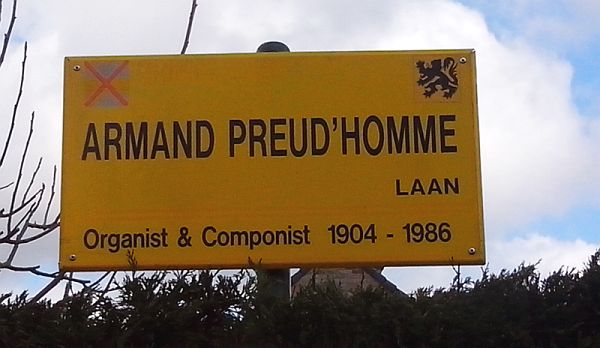 ARMAND PREUD'HOMME
LAAN
Organist & Componist 1904 - 1986